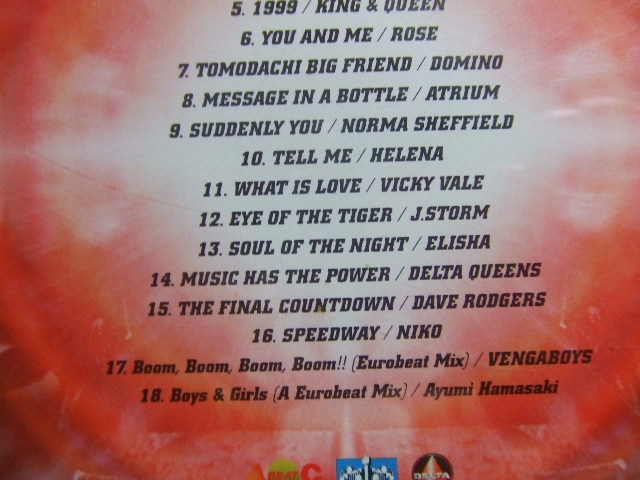 5. 1999 / KING & QUEEN
6. YOU AND ME / ROSE
7. TOMODACHI BIG FRIEND / DOMINO
8. MESSAGE IN A BOTTLE / ATRIUM
9. SUDDENLY YOU / NORMA SHEFFIELD
10. TELL ME / HELENA
11. WHAT IS LOVE / VICKY VALE
12. EYE OF THE TIGER / J.STORM
13. SOUL OF THE NIGHT / ELISHA
14. MUSIC HAS THE POWER / DELTA QUEENS
15. THE FINAL COUNTDOWN / DAVE RODGERS
16. SPEEDWAY / NIKO
17. Boom, Boom, Boom, Boom!! (Eurobeat Mix) / VENGABOYS
18. Boys & Girls (A Eurobeat Mix) / Ayumi Hamasaki
A BEAT C
DELTA